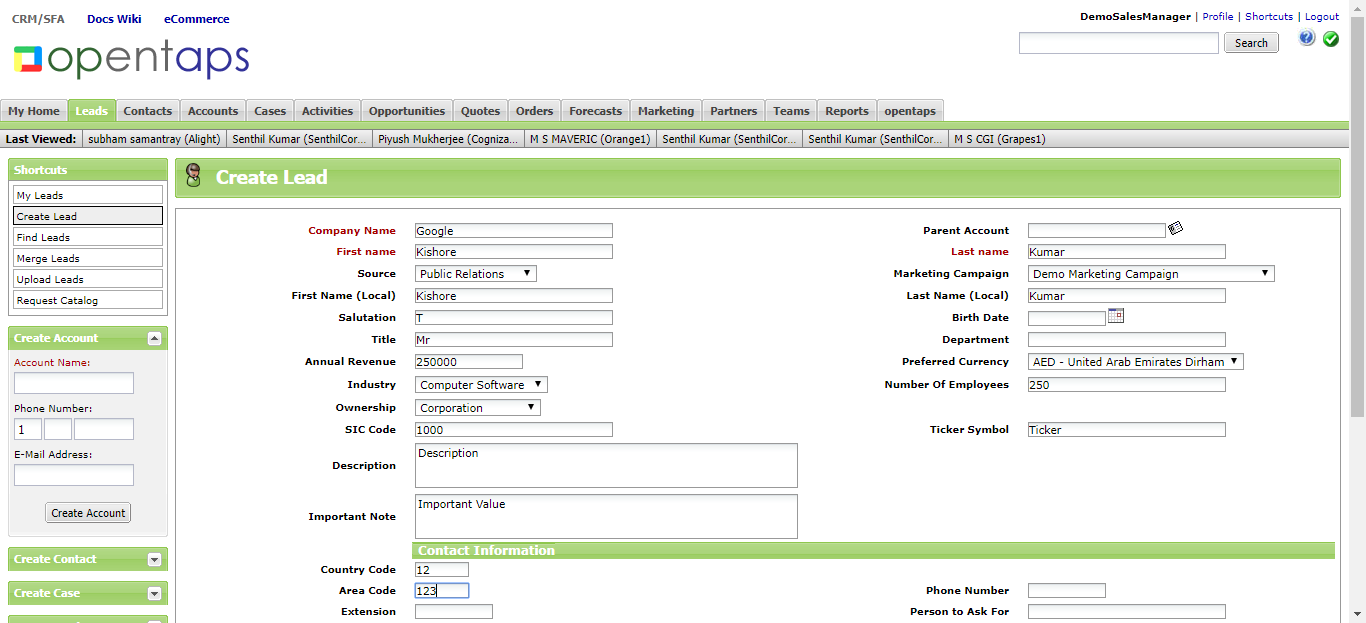 CRM/SFA Docs Wiki eCommerce
DemoSalesManager | Profile | Shortcuts | Logout
opentaps
Search
My Home Leads Contacts Accounts Cases Activities Opportunities Quotes Orders Forecasts Marketing Partners Teams Reports opentaps
Last Viewed: subham samantray (Alight) Senthil Kumar (SenthilCor... Piyush Mukherjee (Cogniza... M S MAVERIC (Orange1) Senthil Kumar (SenthilCor... Senthil Kumar (SenthilCor... M S CGI (Grapes1)
Shortcuts
My Leads
Create Lead
Find Leads
Merge Leads
Upload Leads
Request Catalog
Create Account
Account Name:
Phone Number:
1
E-Mail Address:
Create Account
Create Contact
Create Case
Create Lead
Company Name Google Parent Account
First name Kishore Last name Kumar
Source Public Relations Marketing Campaign Demo Marketing Campaign
First Name (Local) Kishore Last Name (Local) Kumar
Salutation T Birth Date
Title Mr Department
Annual Revenue 250000 Preferred Currency AED - United Arab Emirates Dirham
Industry Computer Software Number Of Employees 250
Ownership Corporation
SIC Code 1000 Ticker Symbol Ticker
Description Description
Important Note Important Value
Contact Information
Country Code 12
Area Code 123 Phone Number
Extension Person to Ask For